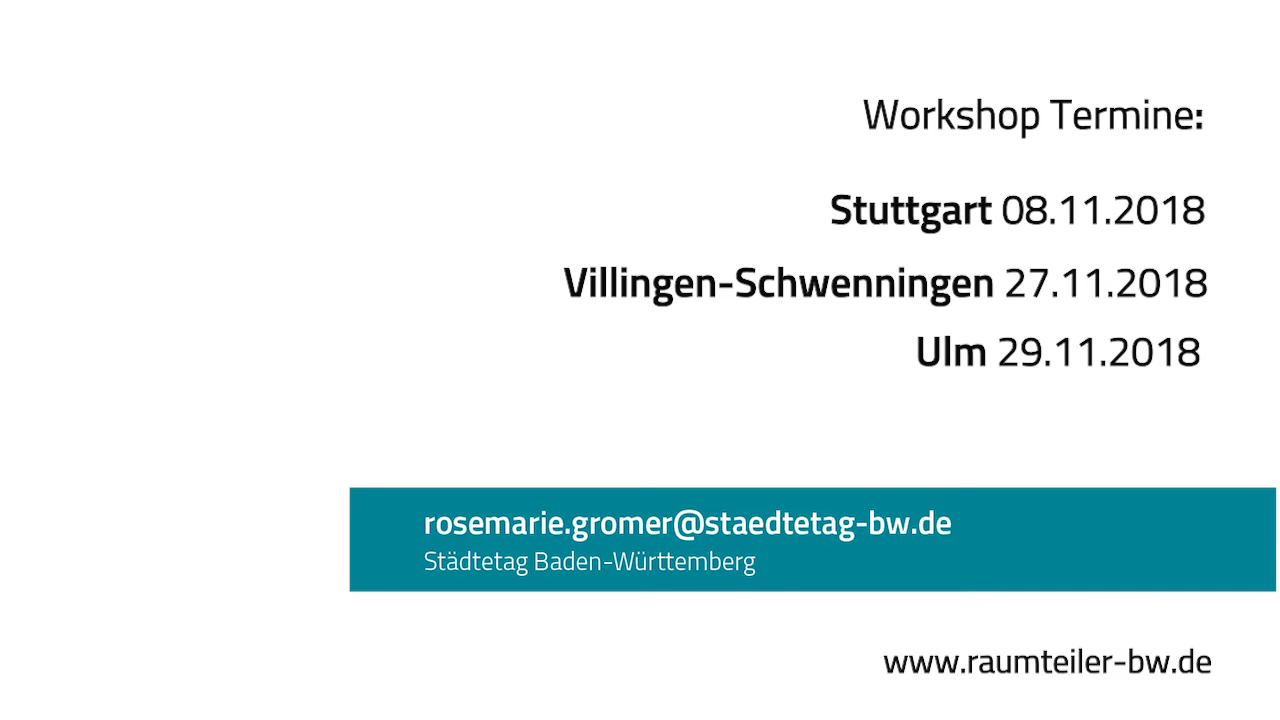 Workshop Termine:
Stuttgart 08.11.2018
Villingen-Schwenningen 27.11.2018
Ulm 29.11.2018
rosemarie.gromer@staedtetag-bw.de
Städtetag Baden-Württemberg
www.raumteiler-bw.de